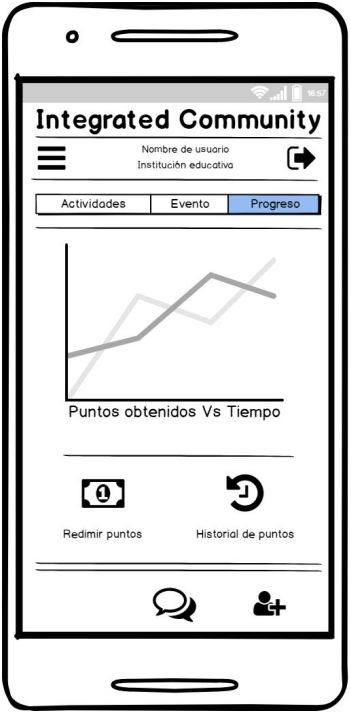 16:57
Integrated Community
Nombre de usuario
Institución educativa
Actividades Evento Progreso
Puntos obtenidos Vs Tiempo
1
Redimir puntos Historial de puntos